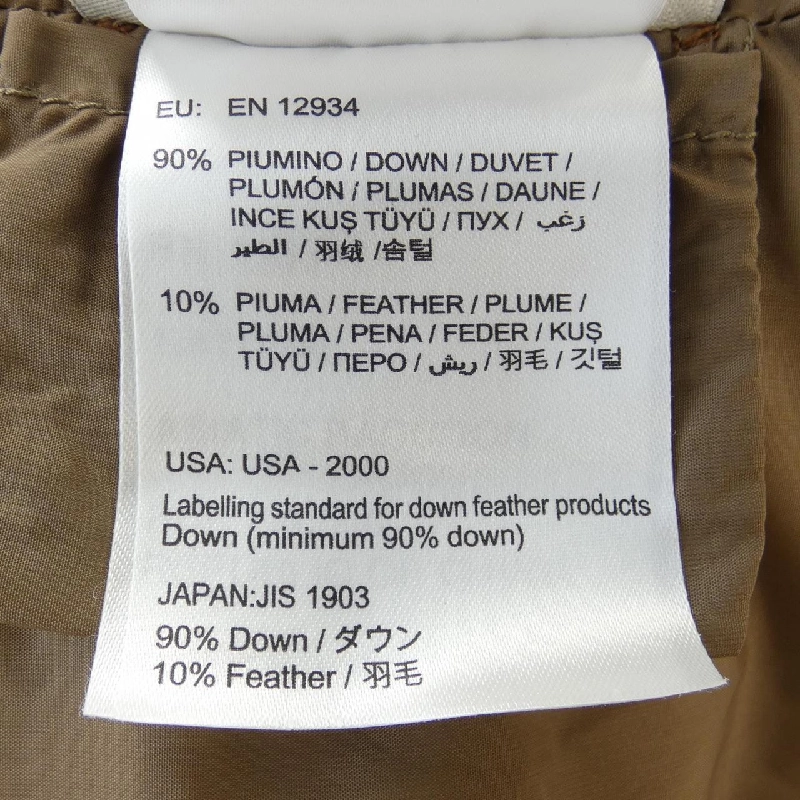 EU: EN 12934
90% PIUMINO / DOWN / DUVET /
PLUMÓN / PLUMAS / DAUNE /
INCE KUŞ TÜYÜ / ПУХ / زغب
الطير / 羽绒 /솜털
10% PIUMA / FEATHER / PLUME /
PLUMA / PENA / FEDER / KUŞ
TÜYÜ / ПЕРО / ريش / 羽毛 / 깃털
USA: USA - 2000
Labelling standard for down feather products
Down (minimum 90% down)
JAPAN:JIS 1903
90% Down / ダウン
10% Feather / 羽毛